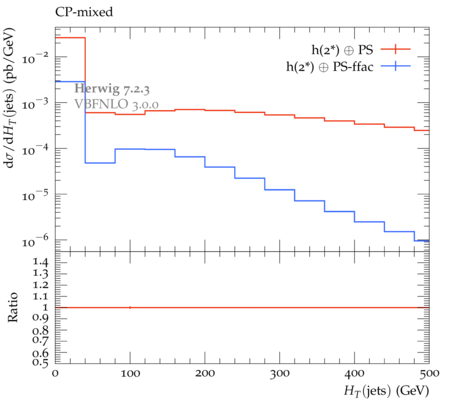 CP-mixed
h(2*) ⊕ PS
h(2*) ⊕ PS-ffac
Herwig 7.2.3
VBFNLO 3.0.0
dσ/dH_T(jets) (pb/GeV)
10⁻²
10⁻³
10⁻⁴
10⁻⁵
10⁻⁶
Ratio
1.4
1.3
1.2
1.1
1
0.9
0.8
0.7
0.6
0.5
0 100 200 300 400 500
H_T(jets) (GeV)